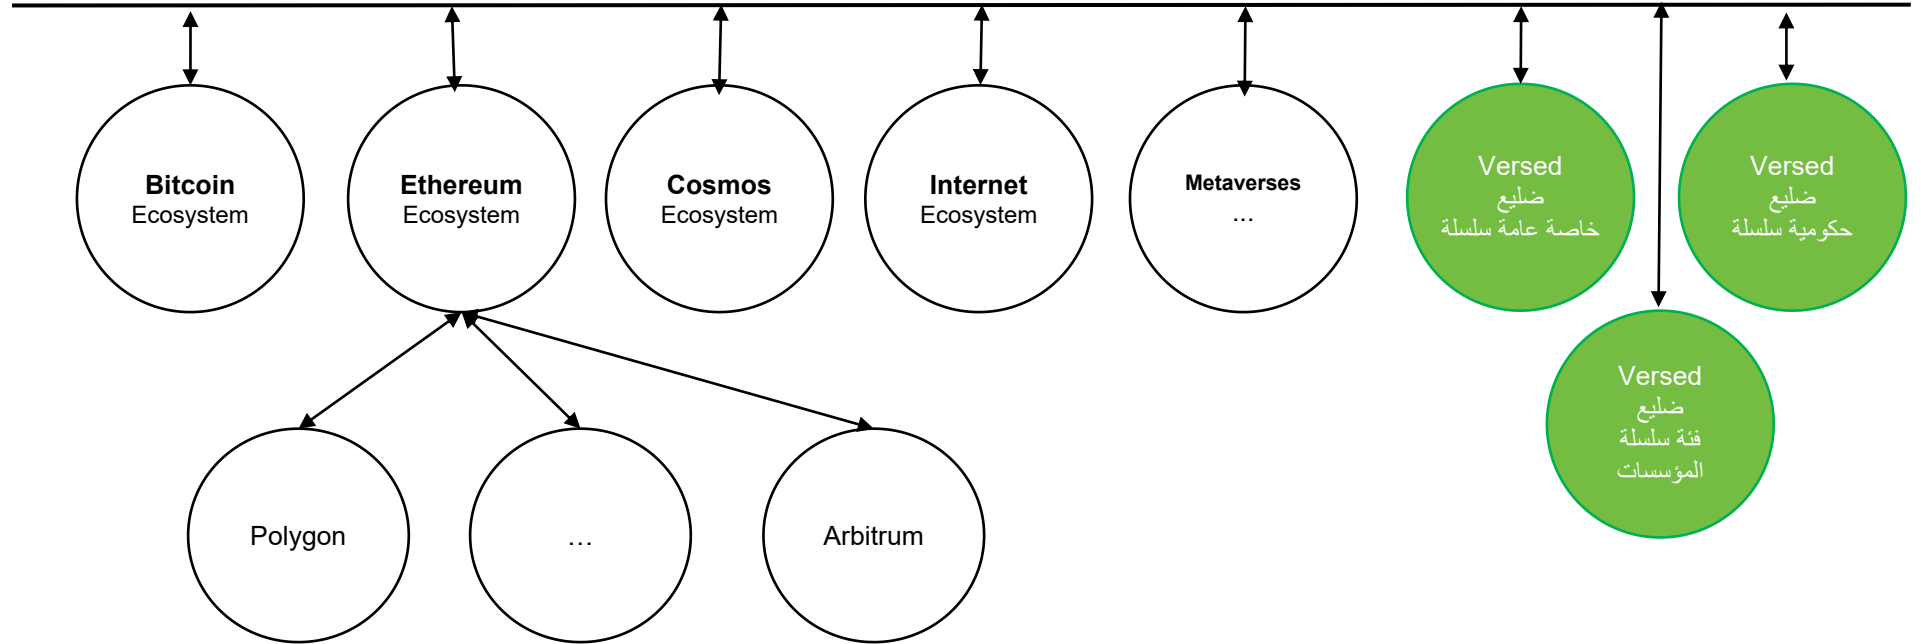 Bitcoin
Ecosystem
Ethereum
Ecosystem
Cosmos
Ecosystem
Internet
Ecosystem
Metaverses
...
Versed
ضليع
خاصة عامة سلسلة
Versed
ضليع
حكومية سلسلة
Versed
ضليع
فئة سلسلة
المؤسسات
Polygon
...
Arbitrum